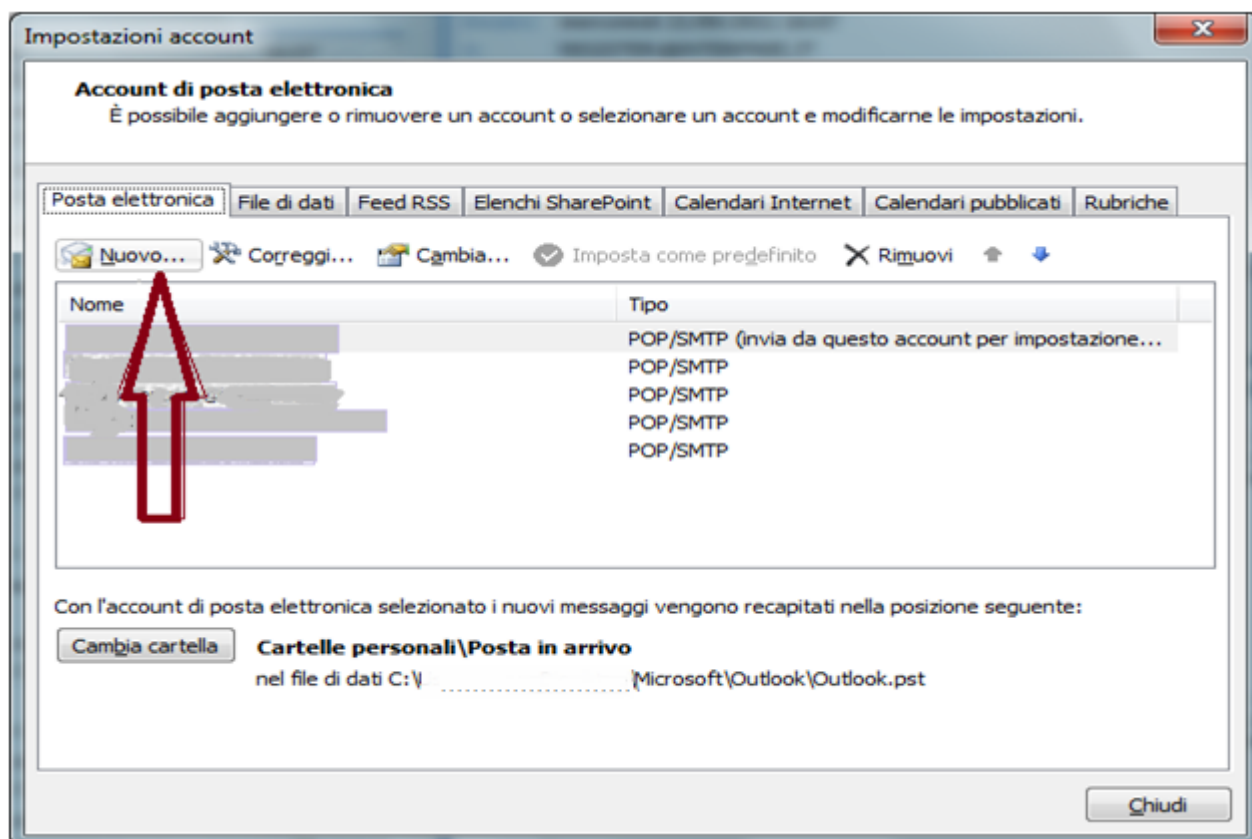 Impostazioni account
Account di posta elettronica
È possibile aggiungere o rimuovere un account o selezionare un account e modificarne le impostazioni.
Posta elettronica File di dati Feed RSS Elenchi SharePoint Calendari Internet Calendari pubblicati Rubriche
Nuovo... Correggi... Cambia... Imposta come predefinito Rimuovi
Nome Tipo
POP/SMTP (invia da questo account per impostazione...
POP/SMTP
POP/SMTP
POP/SMTP
POP/SMTP
Con l'account di posta elettronica selezionato i nuovi messaggi vengono recapitati nella posizione seguente:
Cambia cartella Cartelle personali\Posta in arrivo
nel file di dati C:\ \Microsoft\Outlook\Outlook.pst
Chiudi